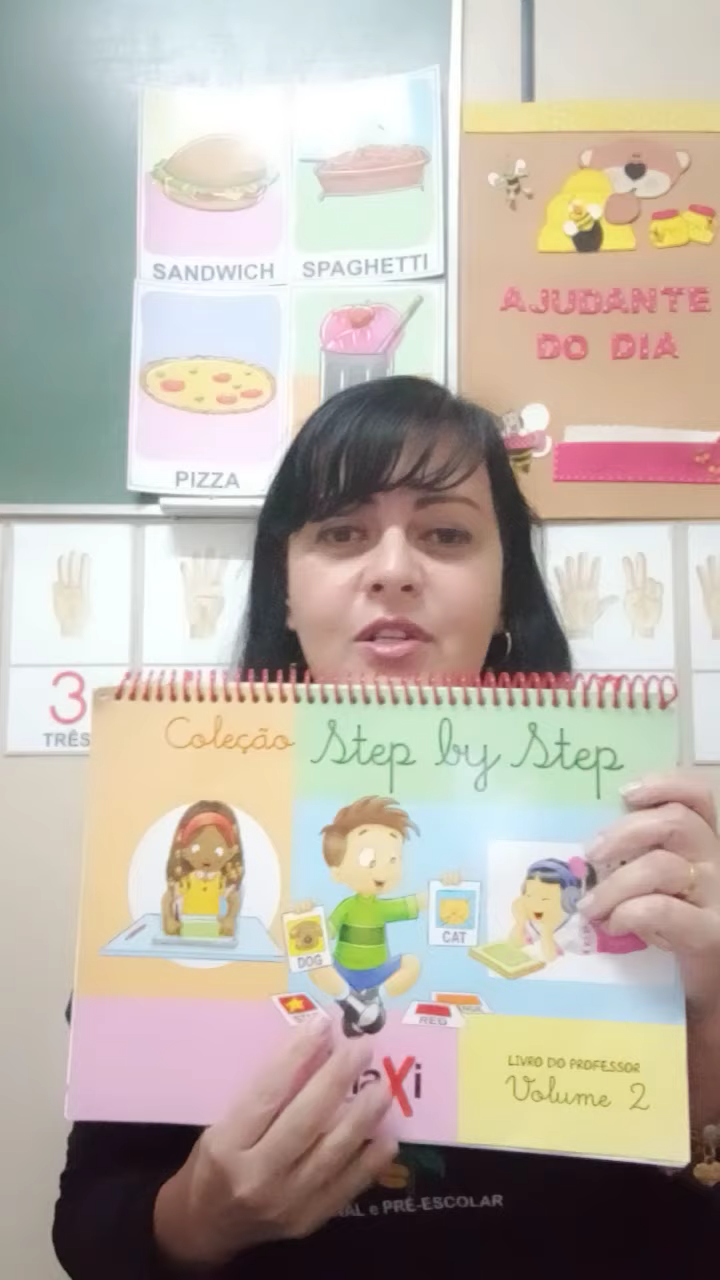 SANDWICH
SPAGHETTI
PIZZA
AJUDANTE
DO DIA
3
TRÊS
Coleção Step by Step
DOG
CAT
RED
LIVRO DO PROFESSOR
Volume 2
e PRÉ-ESCOLAR